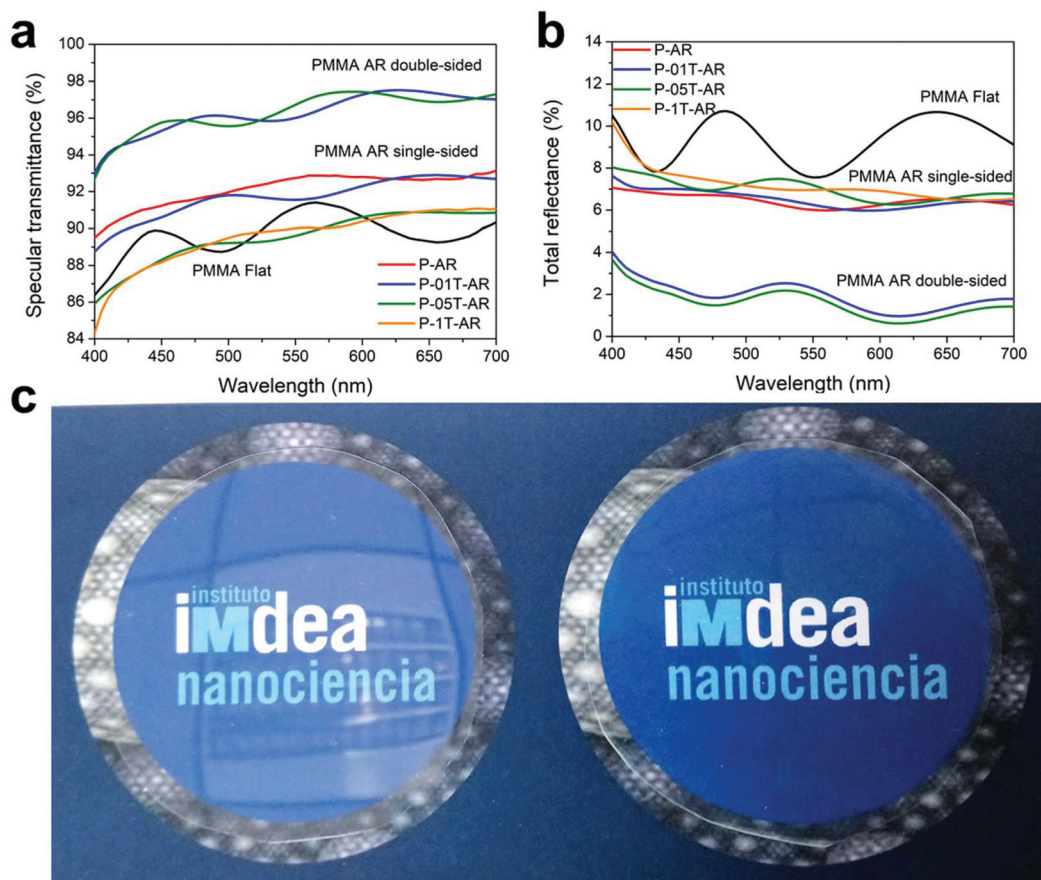 a
100
98
96
94
92
90
88
86
84
400 450 500 550 600 650 700
Specular transmittance (%)
Wavelength (nm)
PMMA AR double-sided
PMMA AR single-sided
PMMA Flat
P-AR
P-01T-AR
P-05T-AR
P-1T-AR
b
14
12
10
8
6
4
2
0
400 450 500 550 600 650 700
Total reflectance (%)
Wavelength (nm)
P-AR
P-01T-AR
P-05T-AR
P-1T-AR
PMMA Flat
PMMA AR single-sided
PMMA AR double-sided
c
instituto
iMdea
nanociencia
instituto
iMdea
nanociencia